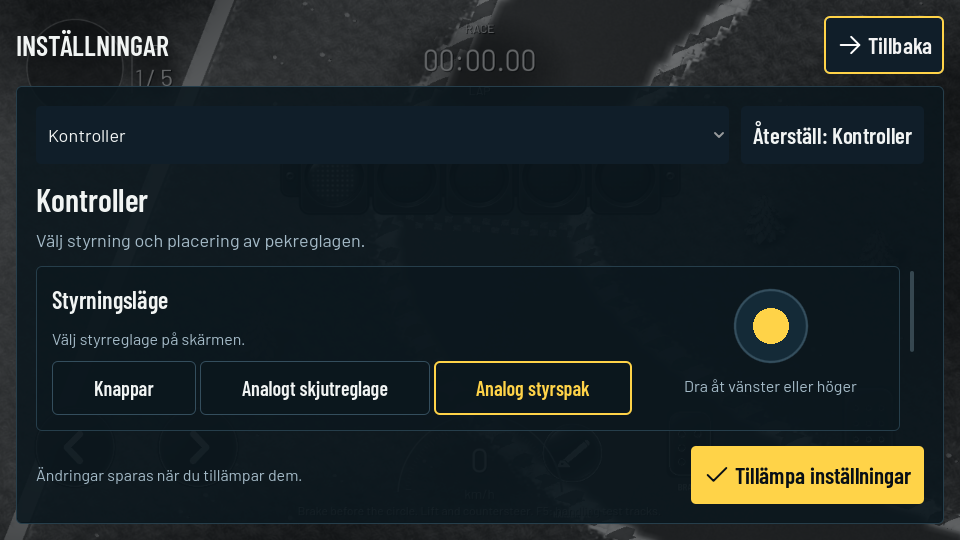 INSTÄLLNINGAR
RACE
00:00.00
1/5
Tillbaka
Kontroller
Återställ: Kontroller
Kontroller
Välj styrning och placering av pekreglagen.
Styrningsläge
Välj styrreglage på skärmen.
Knappar
Analogt skjutreglage
Analog styrspak
Dra åt vänster eller höger
0
km/h
Ändringar sparas när du tillämpar dem.
Tillämpa inställningar